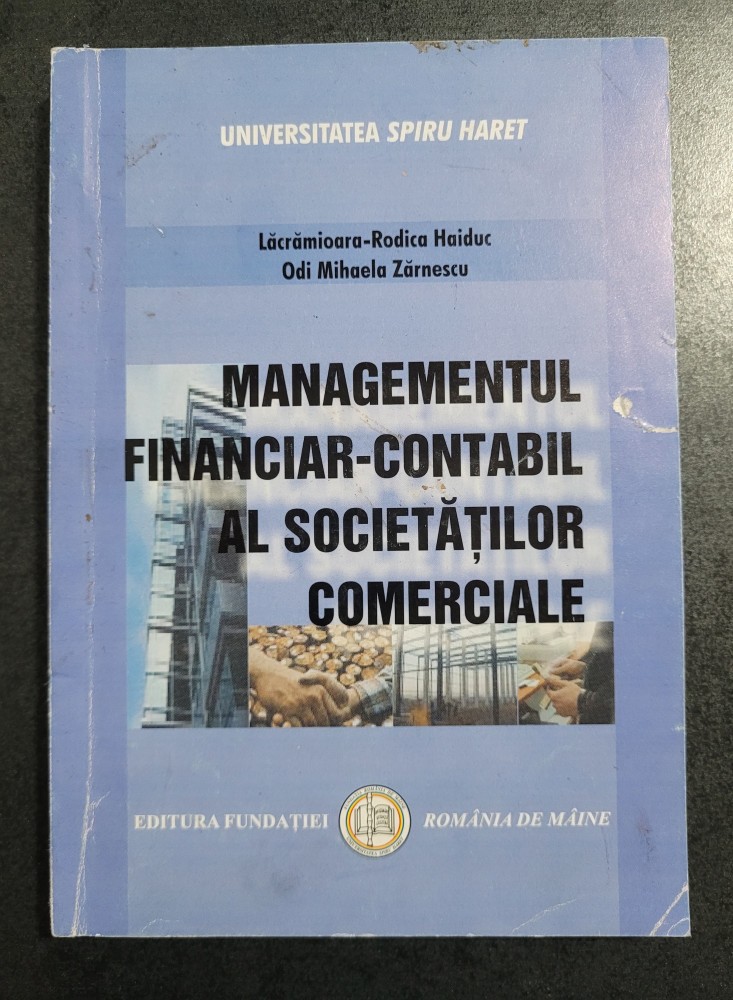 UNIVERSITATEA SPIRU HARET
Lăcrămioara-Rodica Haiduc
Odi Mihaela Zărnescu
MANAGEMENTUL
FINANCIAR-CONTABIL
AL SOCIETĂȚILOR
COMERCIALE
EDITURA FUNDAȚIEI ROMÂNIA DE MÂINE